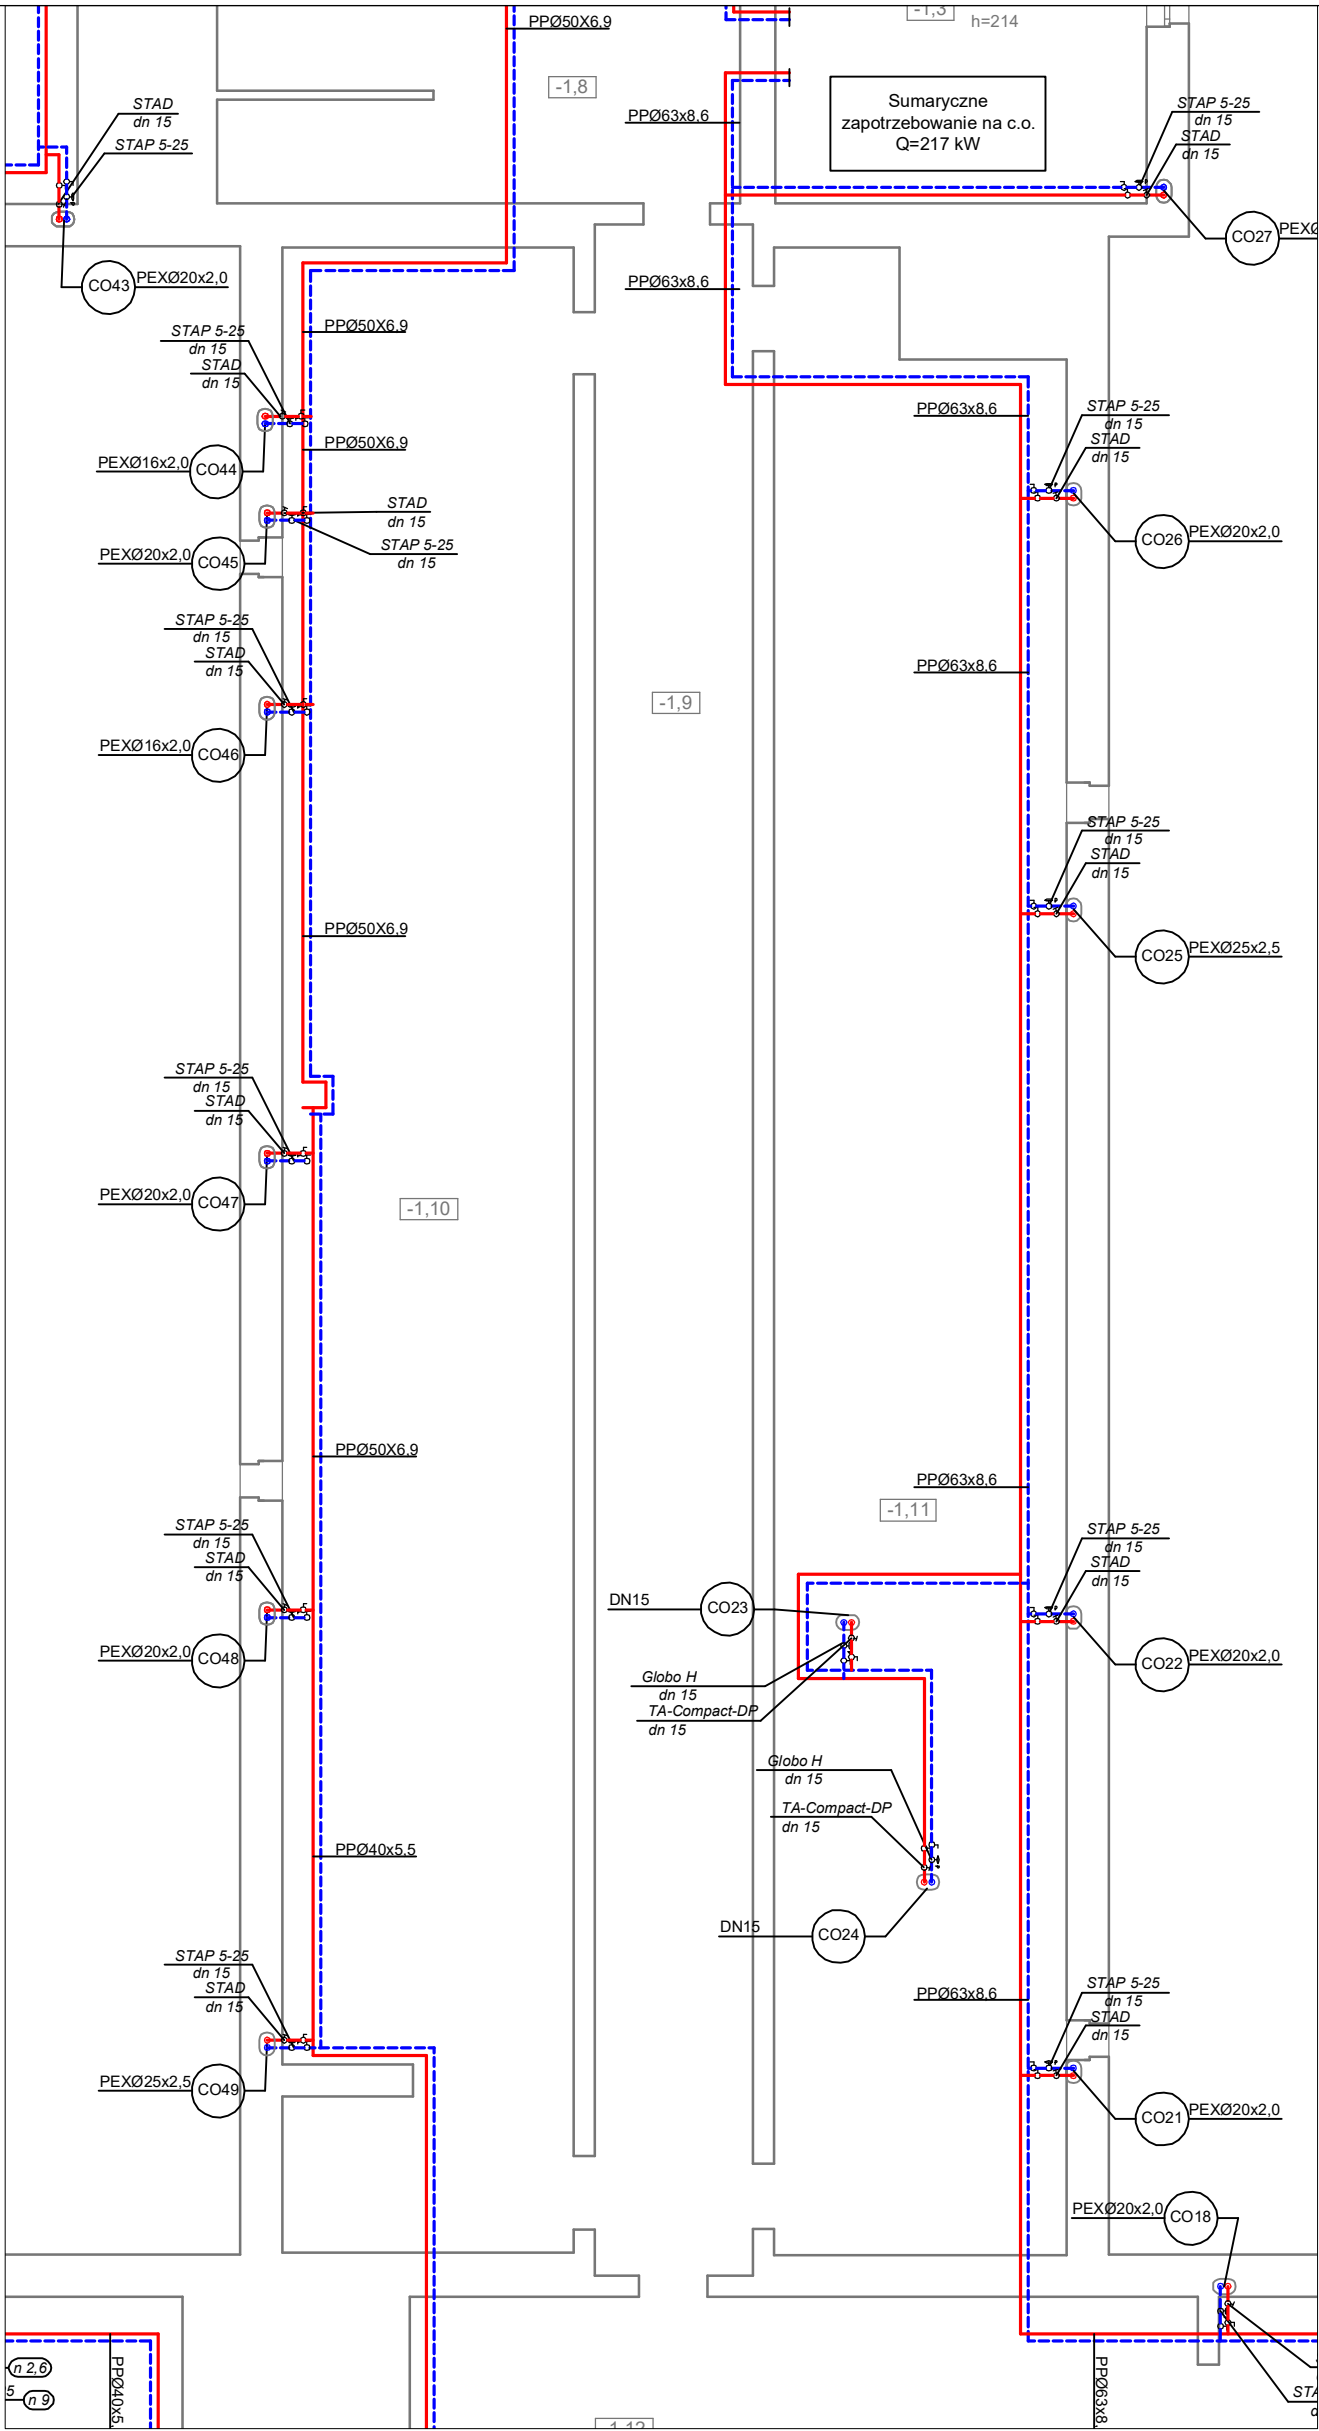 PPØ50X6,9
-1,3
h=214
-1,8
Sumaryczne
zapotrzebowanie na c.o.
Q=217 kW
STAD
dn 15
STAP 5-25
PPØ63x8,6
STAP 5-25
dn 15
STAD
dn 15
CO27
PEXØ
CO43
PEXØ20x2,0
PPØ63x8,6
STAP 5-25
dn 15
STAD
dn 15
PPØ50X6,9
PPØ50X6,9
PEXØ16x2,0
CO44
PPØ63x8,6
STAP 5-25
dn 15
STAD
dn 15
STAD
dn 15
STAP 5-25
dn 15
PEXØ20x2,0
CO45
CO26
PEXØ20x2,0
STAP 5-25
dn 15
STAD
dn 15
PPØ63x8,6
-1,9
PEXØ16x2,0
CO46
STAP 5-25
dn 15
STAD
dn 15
PPØ50X6,9
CO25
PEXØ25x2,5
STAP 5-25
dn 15
STAD
dn 15
PEXØ20x2,0
CO47
-1,10
PPØ50X6,9
PPØ63x8,6
-1,11
STAP 5-25
dn 15
STAD
dn 15
STAP 5-25
dn 15
STAD
dn 15
DN15
CO23
PEXØ20x2,0
CO48
CO22
PEXØ20x2,0
Globo H
dn 15
TA-Compact-DP
dn 15
Globo H
dn 15
TA-Compact-DP
dn 15
PPØ40x5,5
DN15
CO24
STAP 5-25
dn 15
STAD
dn 15
PPØ63x8,6
STAP 5-25
dn 15
STAD
dn 15
PEXØ25x2,5
CO49
CO21
PEXØ20x2,0
PEXØ20x2,0
CO18
n 2,6
5
n 9
PPØ40x5,
PPØ63x8,
STA
d
-1,12